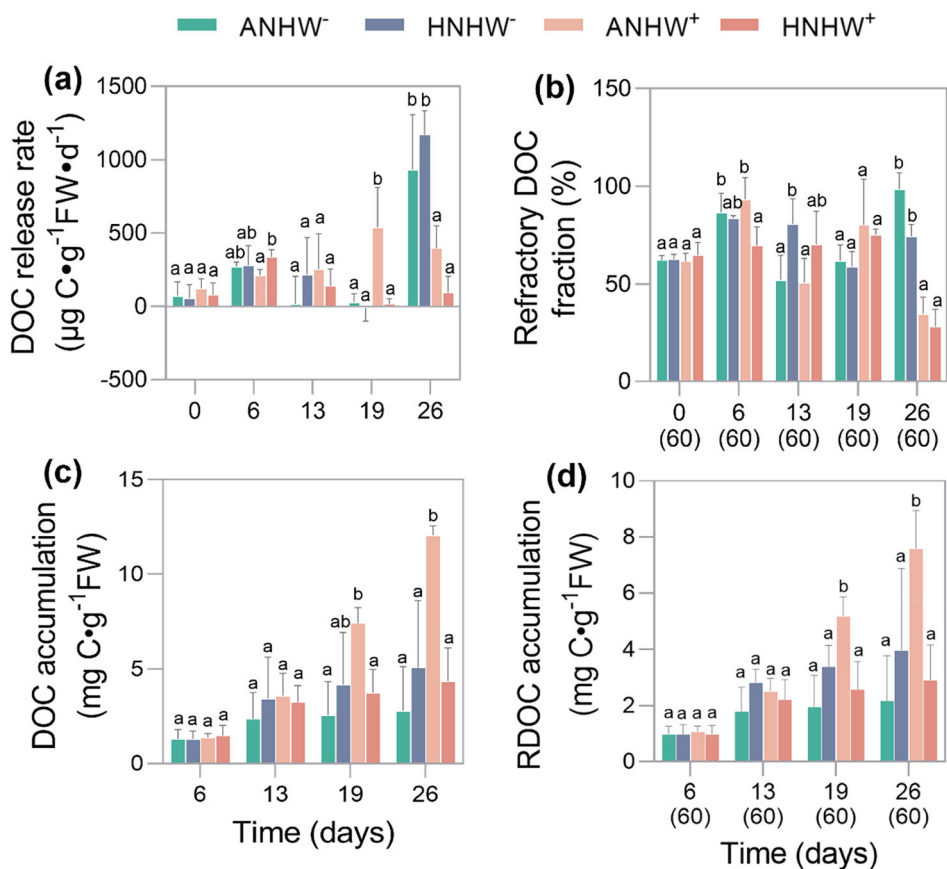 ANHW⁻ HNHW⁻ ANHW⁺ HNHW⁺
(a)
DOC release rate
(µg C•g⁻¹FW•d⁻¹)
1500
1000
500
0
-500
a a a a
ab ab a b
a a a a
a a b a
b b a a
0 6 13 19 26
(b)
Refractory DOC
fraction (%)
150
100
50
0
a a a a
b ab b a
a b a ab
a a a a
b b a a
0 6 13 19 26
(60) (60) (60) (60) (60)
(c)
DOC accumulation
(mg C•g⁻¹FW)
15
10
5
0
a a a a
a a a a
a ab b a
a a b a
6 13 19 26
Time (days)
(d)
RDOC accumulation
(mg C•g⁻¹FW)
10
8
6
4
2
0
a a a a
a a a a
a a b a
a a b a
6 13 19 26
(60) (60) (60) (60)
Time (days)